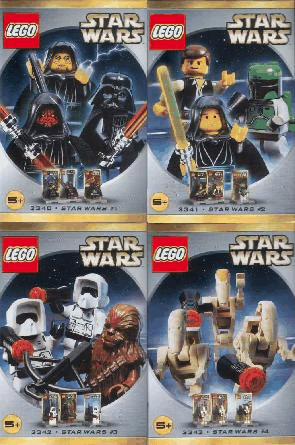 LEGO STAR WARS
5+
3340 · STAR WARS #1
LEGO STAR WARS
5+
3341 · STAR WARS #2
LEGO STAR WARS
5+
3342 · STAR WARS #3
LEGO STAR WARS
5+
3343 · STAR WARS #4